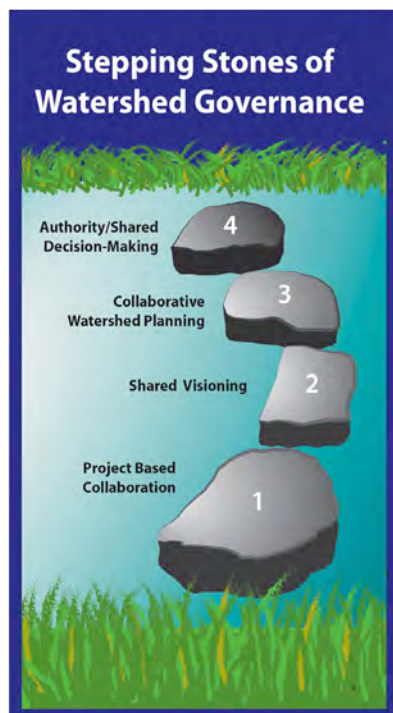 Stepping Stones of
Watershed Governance
Authority/Shared
Decision-Making
4
Collaborative
Watershed Planning
3
Shared Visioning
2
Project Based
Collaboration
1